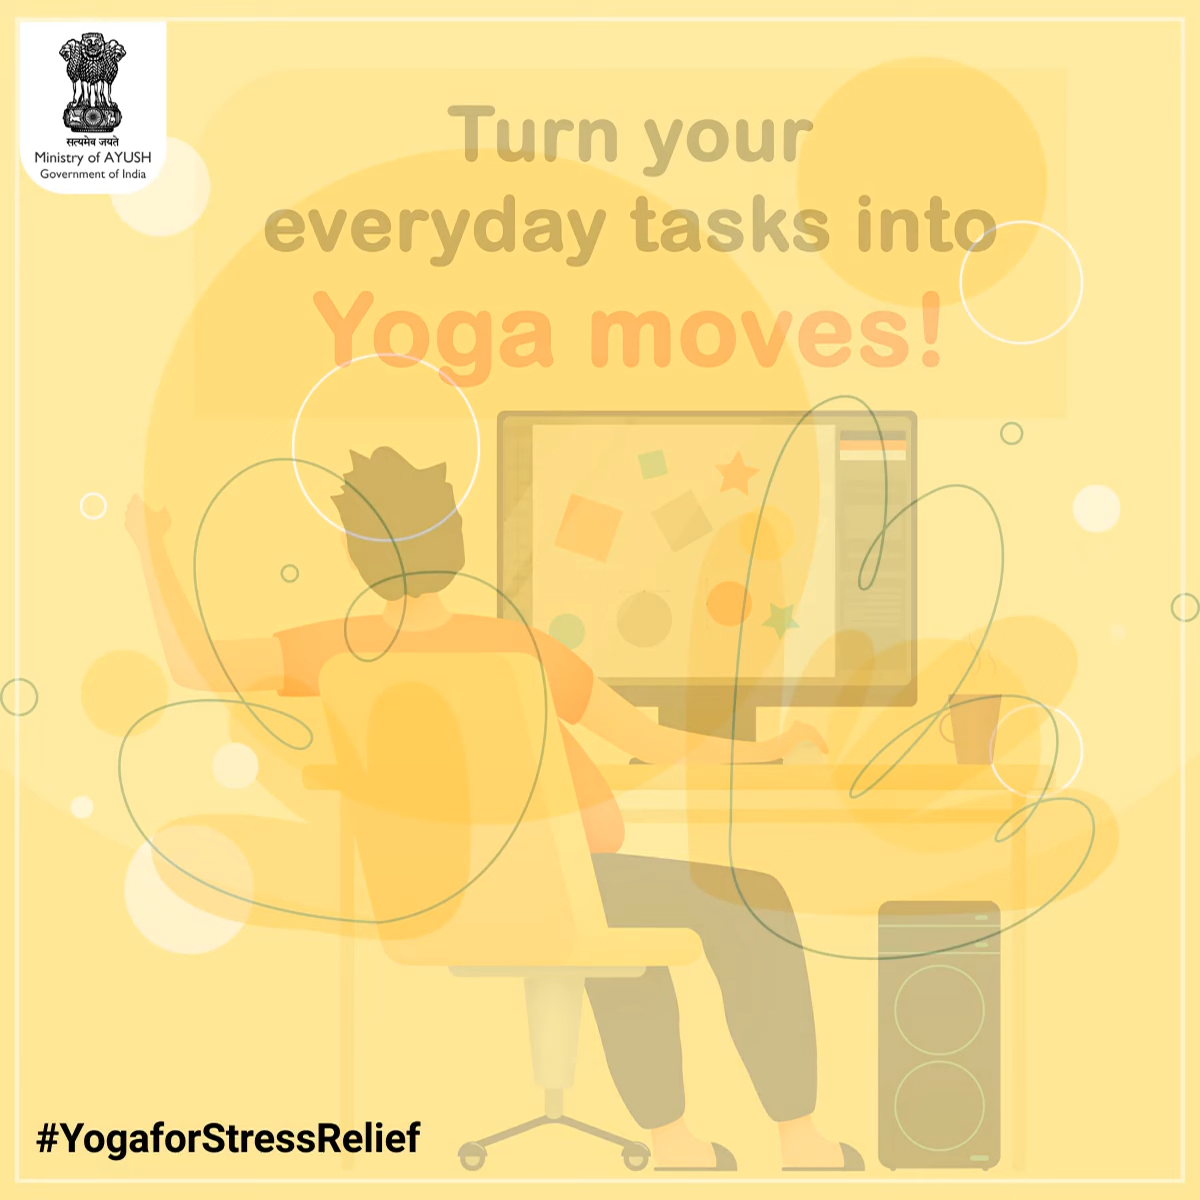 सत्यमेव जयते
Ministry of AYUSH
Government of India
Turn your
everyday tasks into
Yoga moves!
#YogaforStressRelief